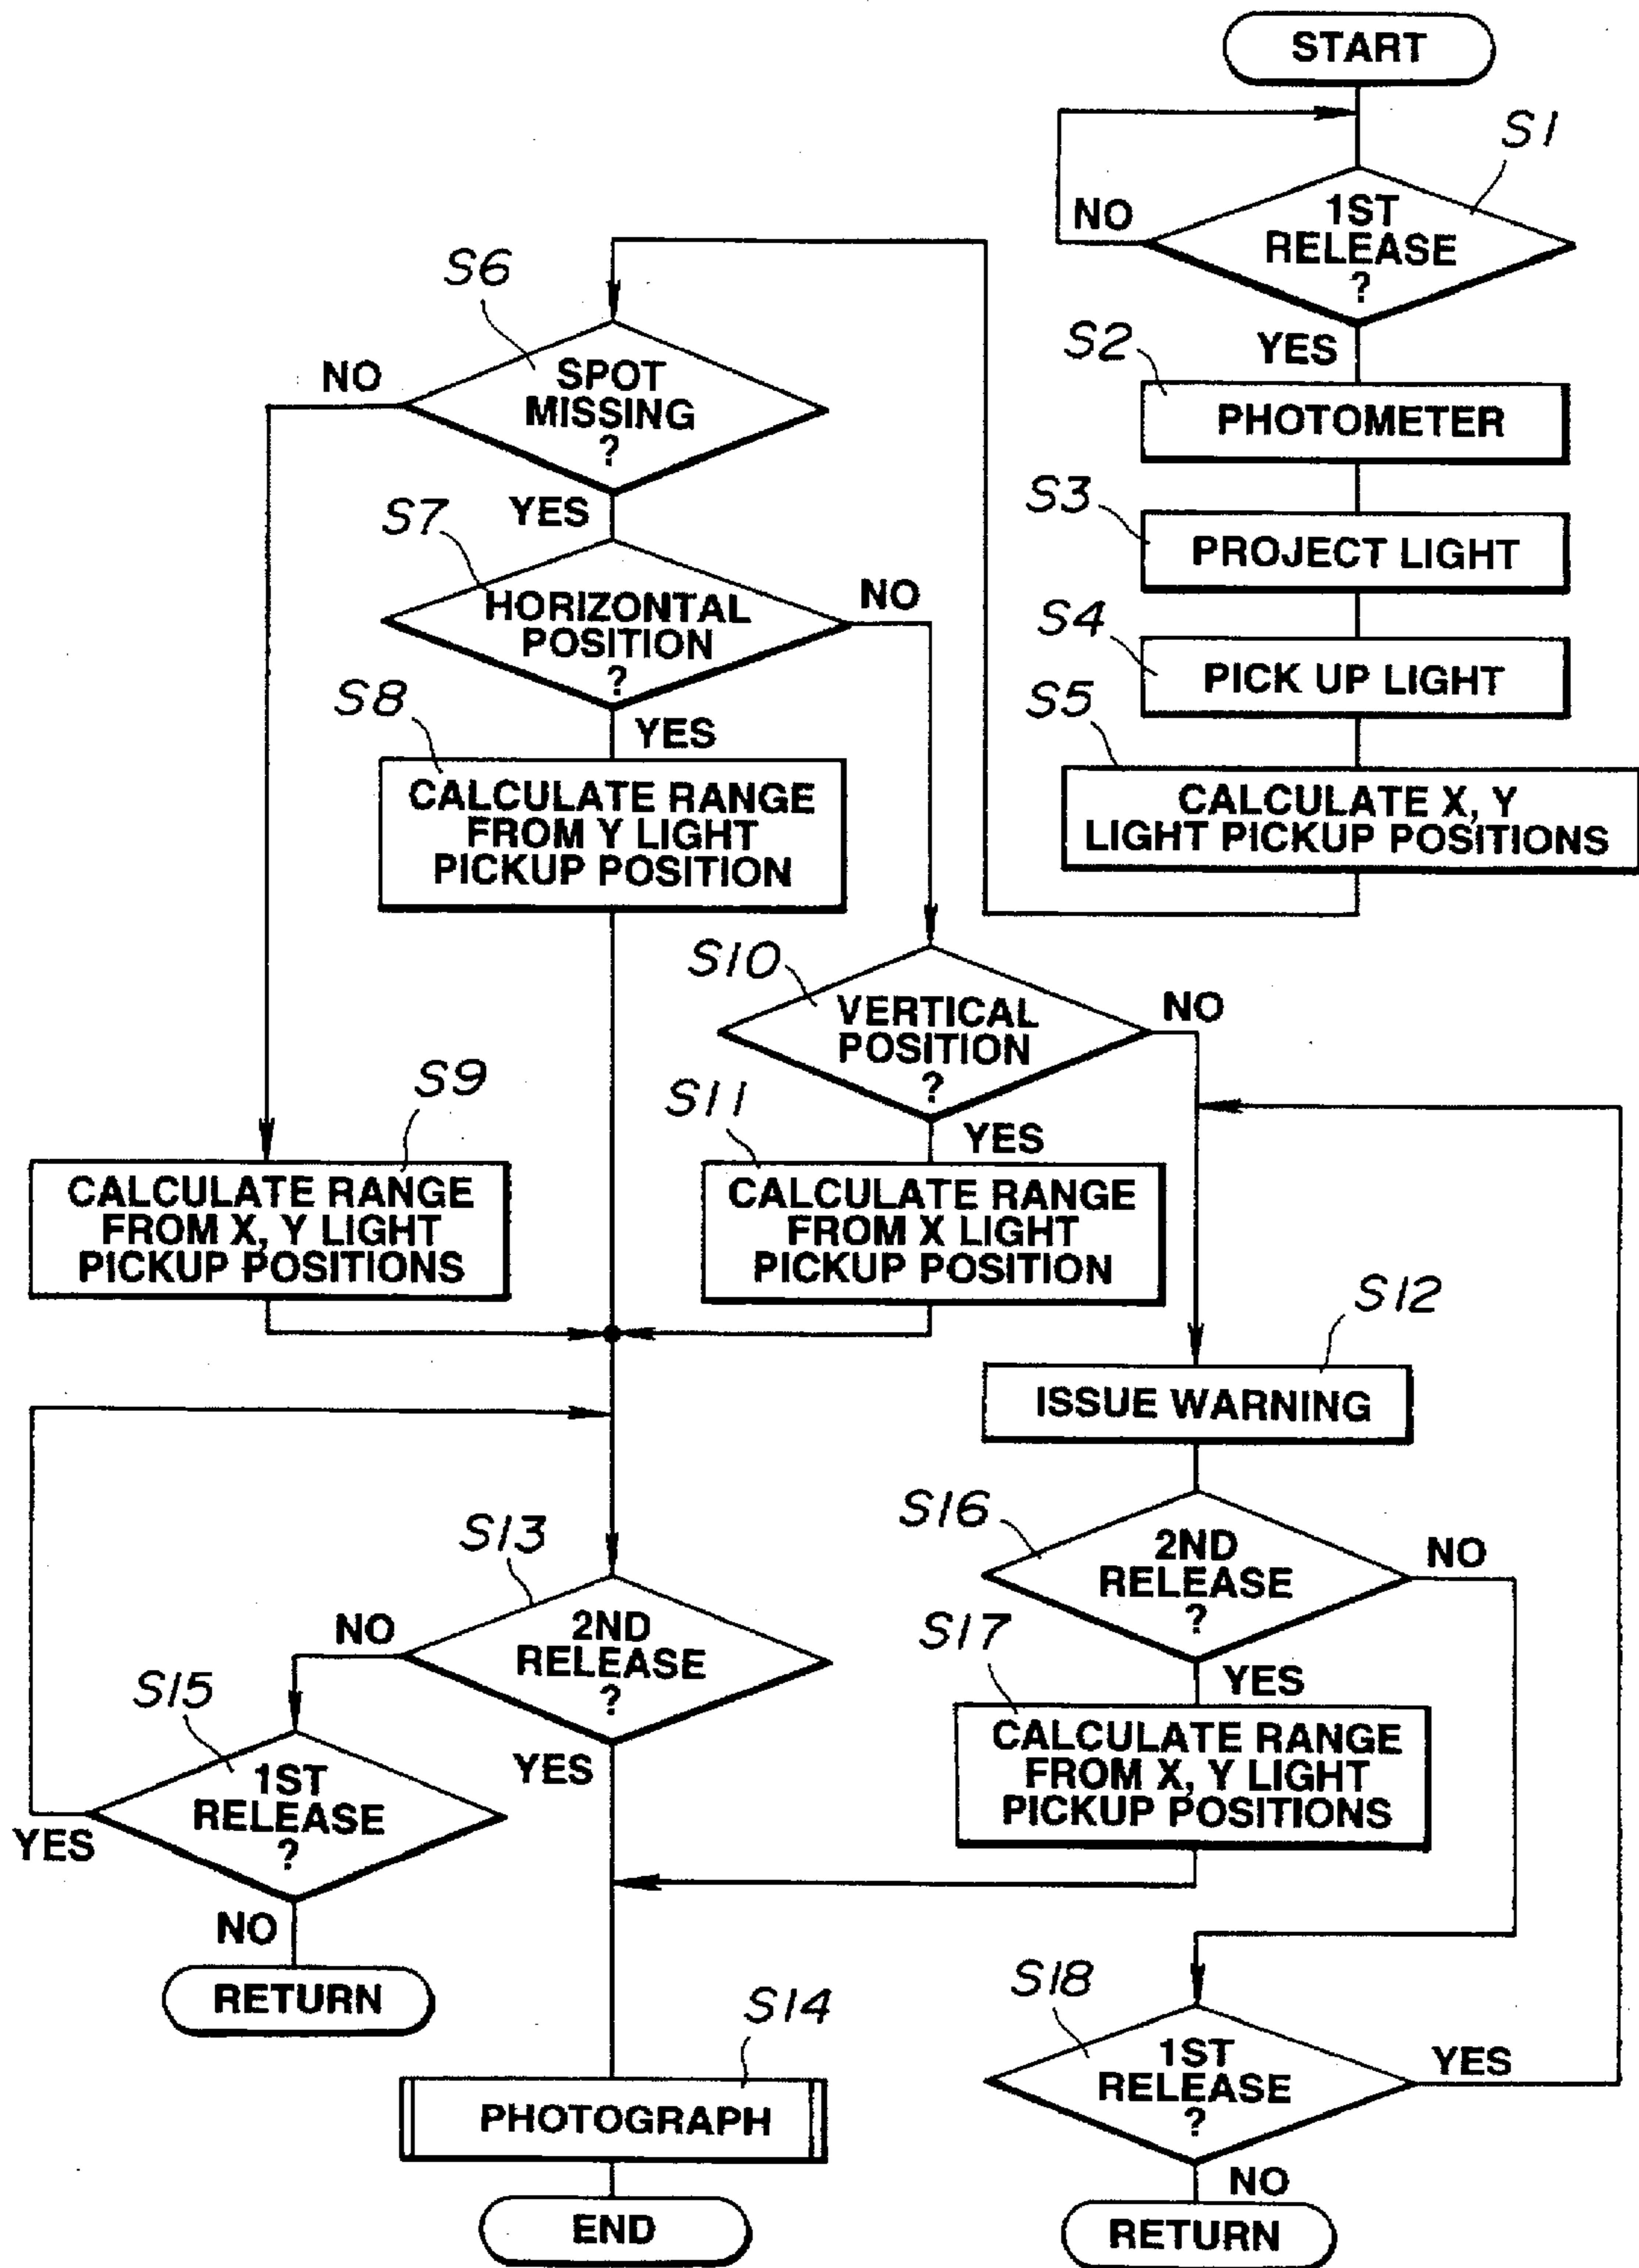 START
S1
1ST
RELEASE
?
NO
YES
S2
PHOTOMETER
S3
PROJECT LIGHT
S4
PICK UP LIGHT
S5
CALCULATE X, Y
LIGHT PICKUP POSITIONS
S6
SPOT
MISSING
?
NO
YES
S7
HORIZONTAL
POSITION
?
NO
YES
S8
CALCULATE RANGE
FROM Y LIGHT
PICKUP POSITION
S9
CALCULATE RANGE
FROM X, Y LIGHT
PICKUP POSITIONS
S10
VERTICAL
POSITION
?
NO
YES
S11
CALCULATE RANGE
FROM X LIGHT
PICKUP POSITION
S12
ISSUE WARNING
S13
2ND
RELEASE
?
NO
YES
S15
1ST
RELEASE
?
YES
NO
RETURN
S14
PHOTOGRAPH
END
S16
2ND
RELEASE
?
NO
YES
S17
CALCULATE RANGE
FROM X, Y LIGHT
PICKUP POSITIONS
S18
1ST
RELEASE
?
YES
NO
RETURN